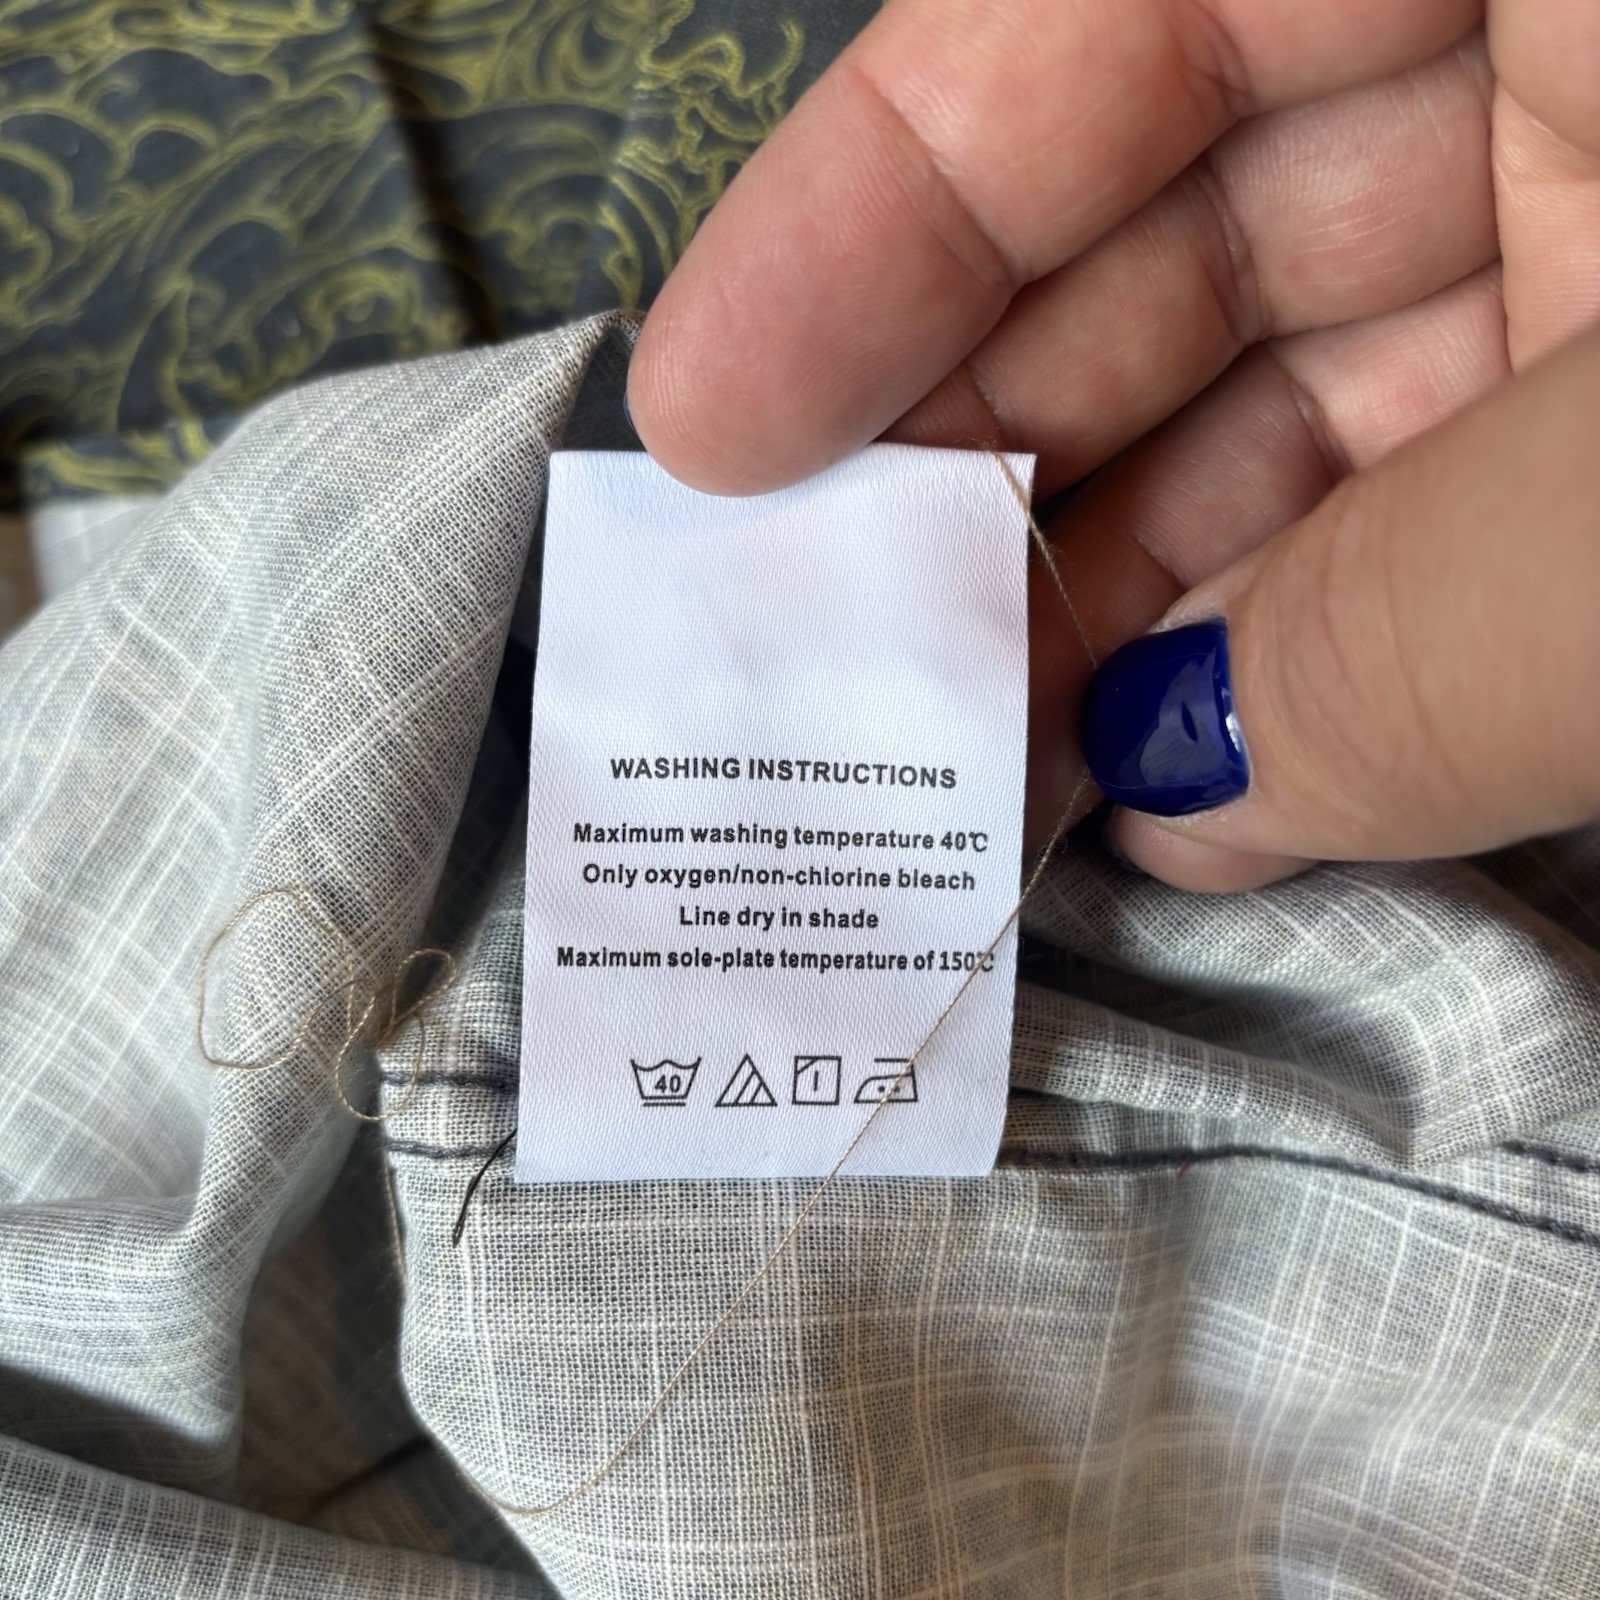 WASHING INSTRUCTIONS
Maximum washing temperature 40℃
Only oxygen/non-chlorine bleach
Line dry in shade
Maximum sole-plate temperature of 150℃
40